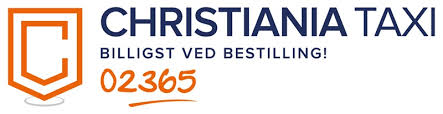 CHRISTIANIA TAXI
BILLIGST VED BESTILLING!
02365